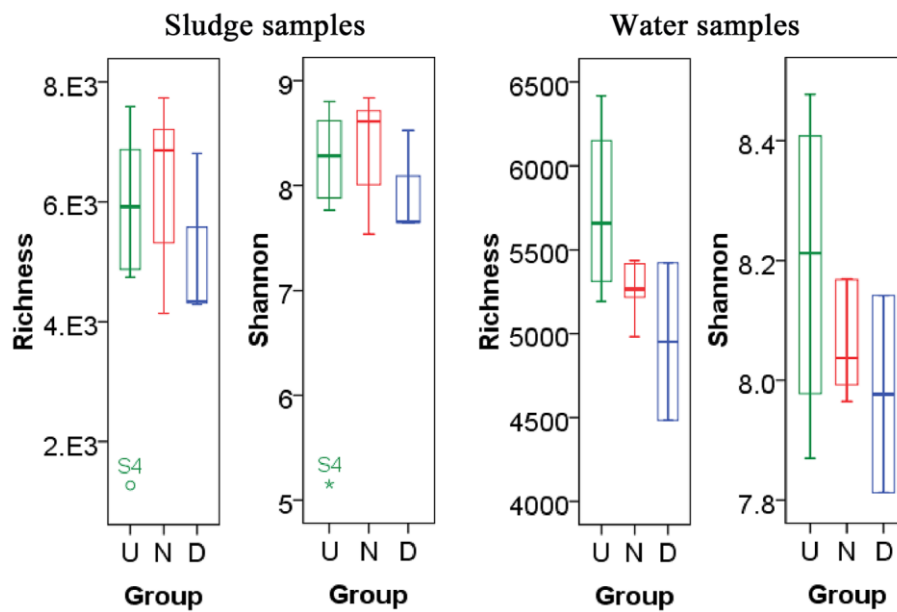 Sludge samples
Water samples
Richness
8.E3
6.E3
4.E3
2.E3
S4
U N D
Group
Shannon
9
8
7
6
5
S4
U N D
Group
Richness
6500
6000
5500
5000
4500
4000
U N D
Group
Shannon
8.4
8.2
8.0
7.8
U N D
Group